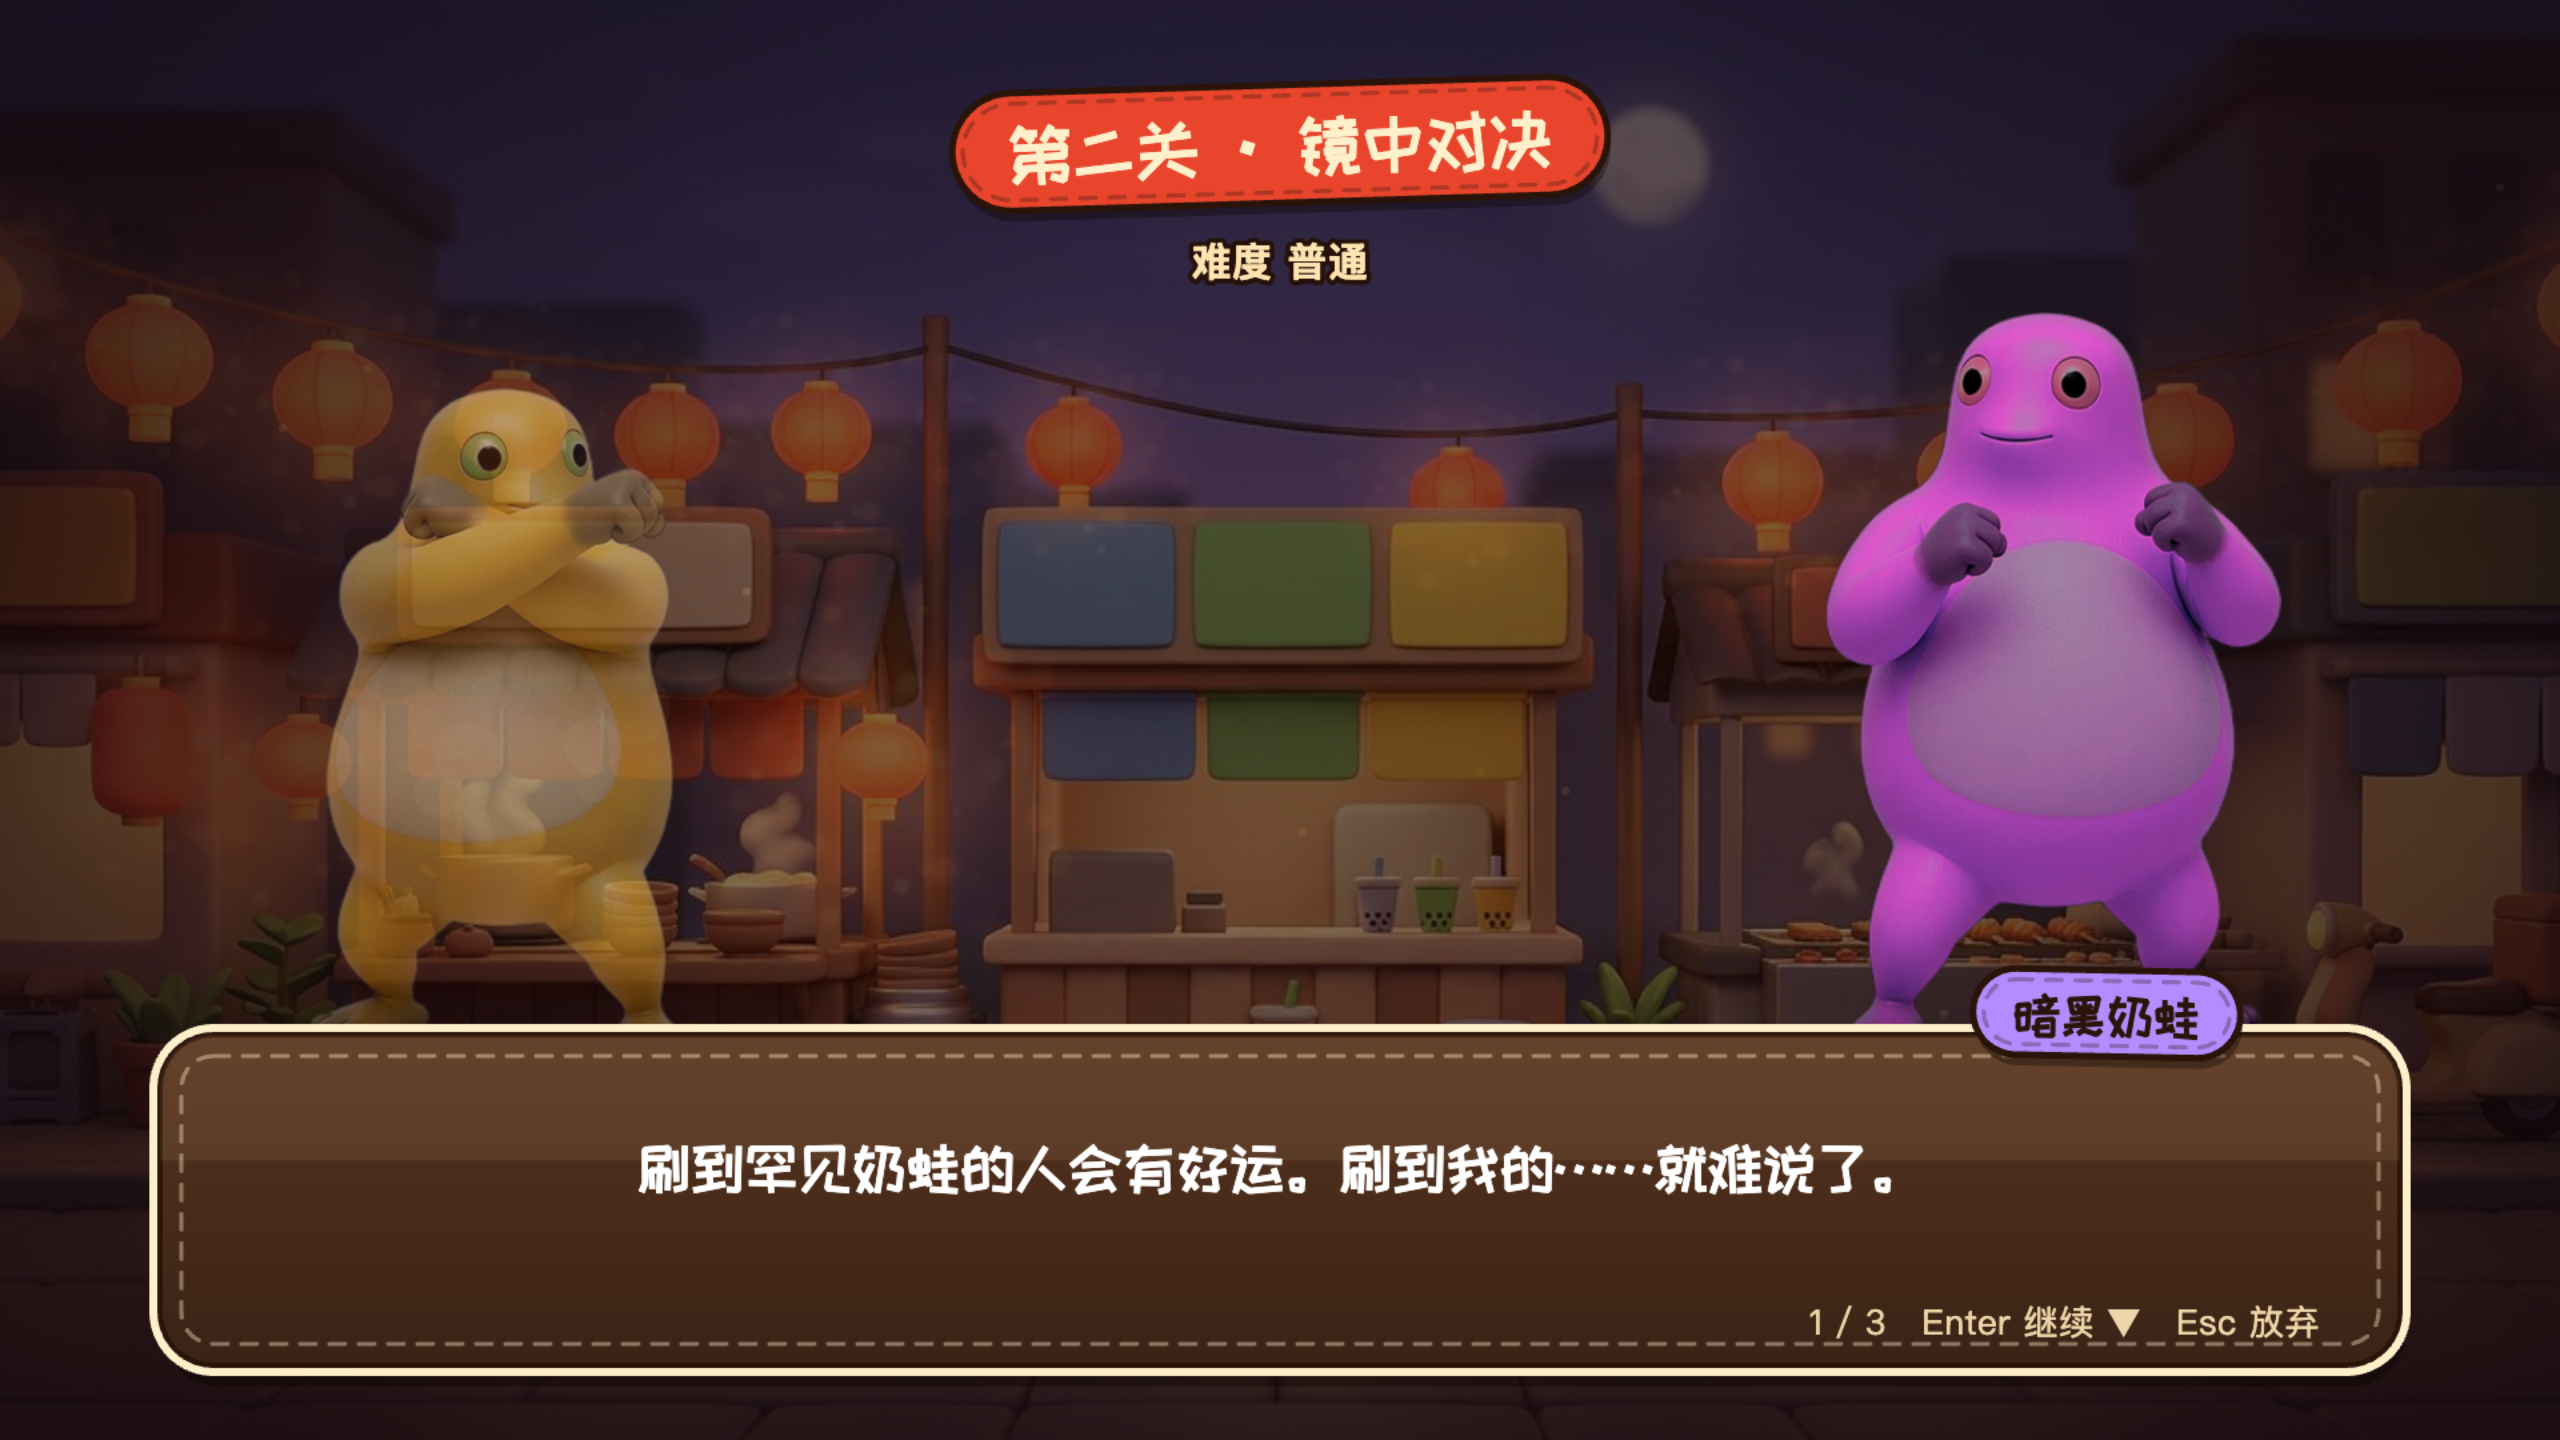 第二关 · 镜中对决
难度 普通
暗黑奶蛙
刷到罕见奶蛙的人会有好运。刷到我的……就难说了。
1 / 3 Enter 继续 ▼ Esc 放弃